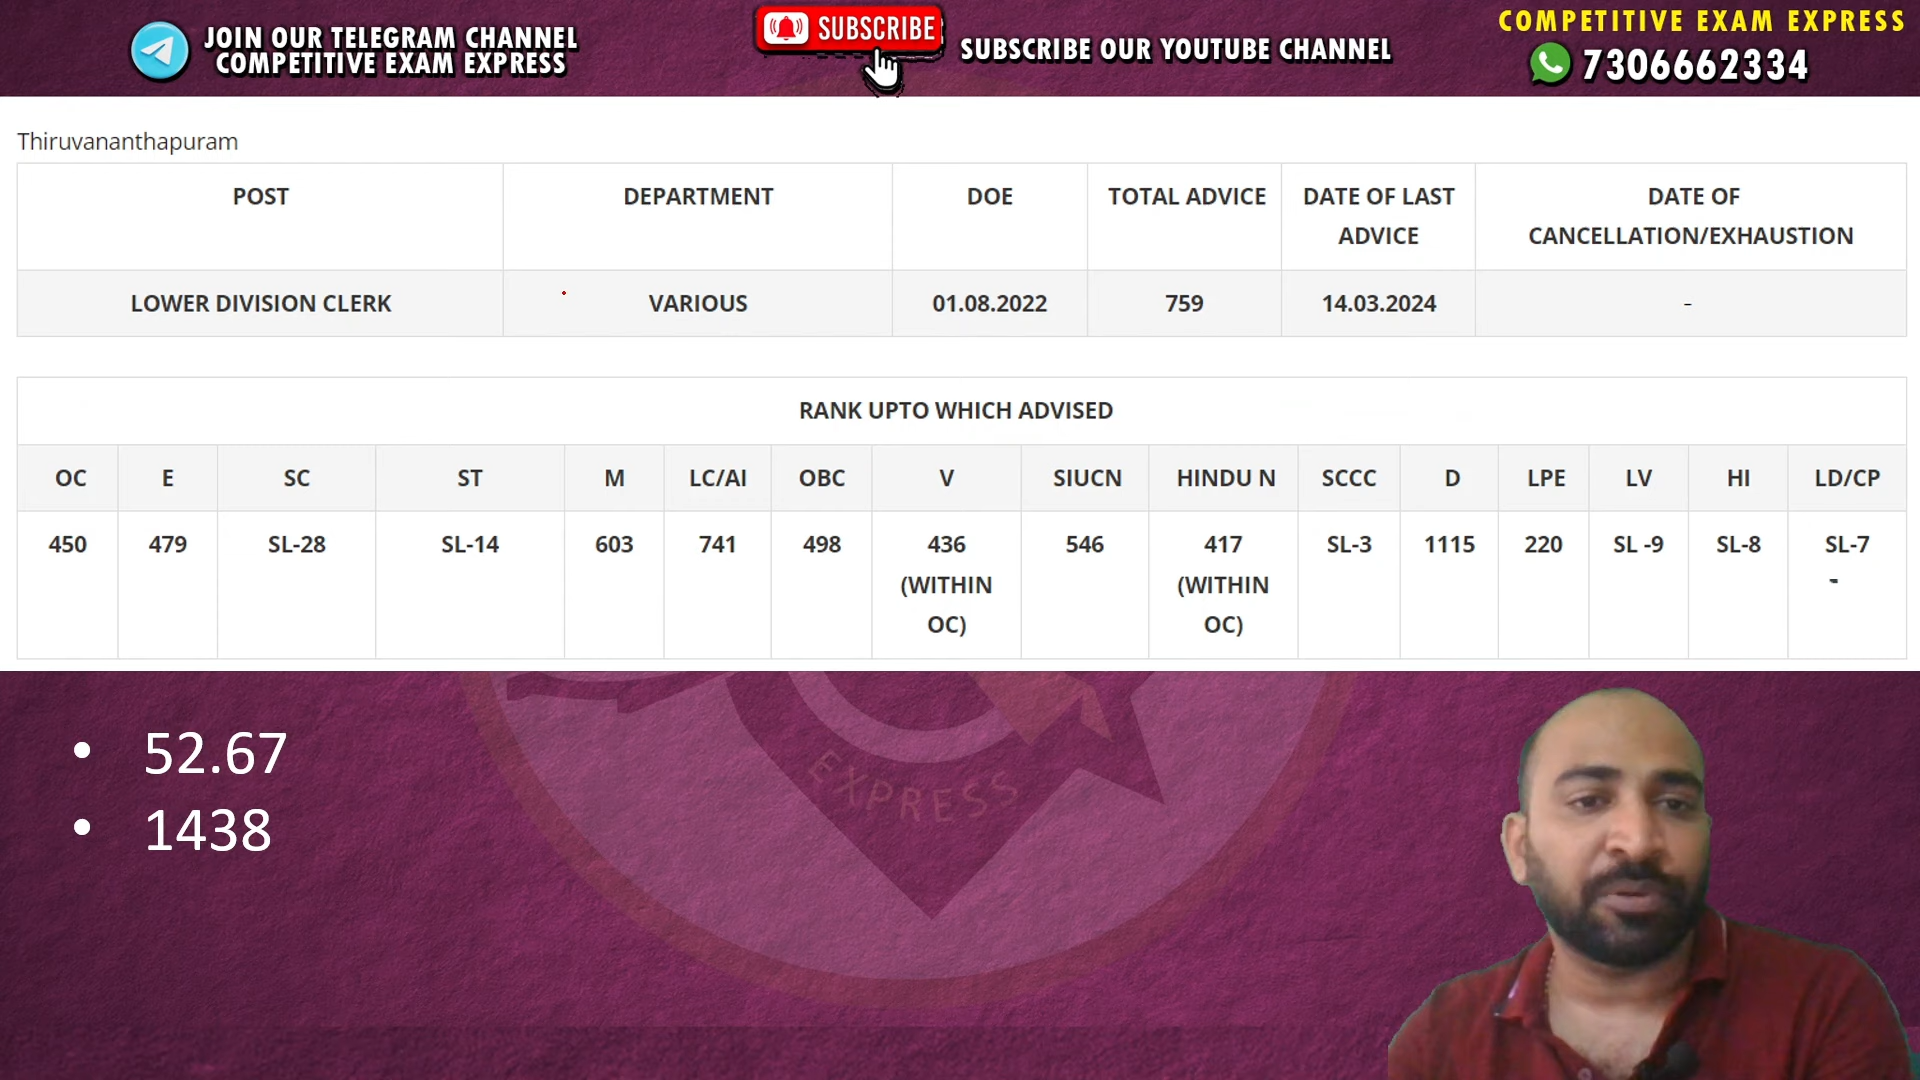 JOIN OUR TELEGRAM CHANNEL
COMPETITIVE EXAM EXPRESS
SUBSCRIBE
SUBSCRIBE OUR YOUTUBE CHANNEL
COMPETITIVE EXAM EXPRESS
7306662334
Thiruvananthapuram
POST DEPARTMENT DOE TOTAL ADVICE DATE OF LAST ADVICE DATE OF CANCELLATION/EXHAUSTION
LOWER DIVISION CLERK VARIOUS 01.08.2022 759 14.03.2024 -
RANK UPTO WHICH ADVISED
OC E SC ST M LC/AI OBC V SIUCN HINDU N SCCC D LPE LV HI LD/CP
450 479 SL-28 SL-14 603 741 498 436 (WITHIN OC) 546 417 (WITHIN OC) SL-3 1115 220 SL -9 SL-8 SL-7 -
• 52.67
• 1438
EXPRESS